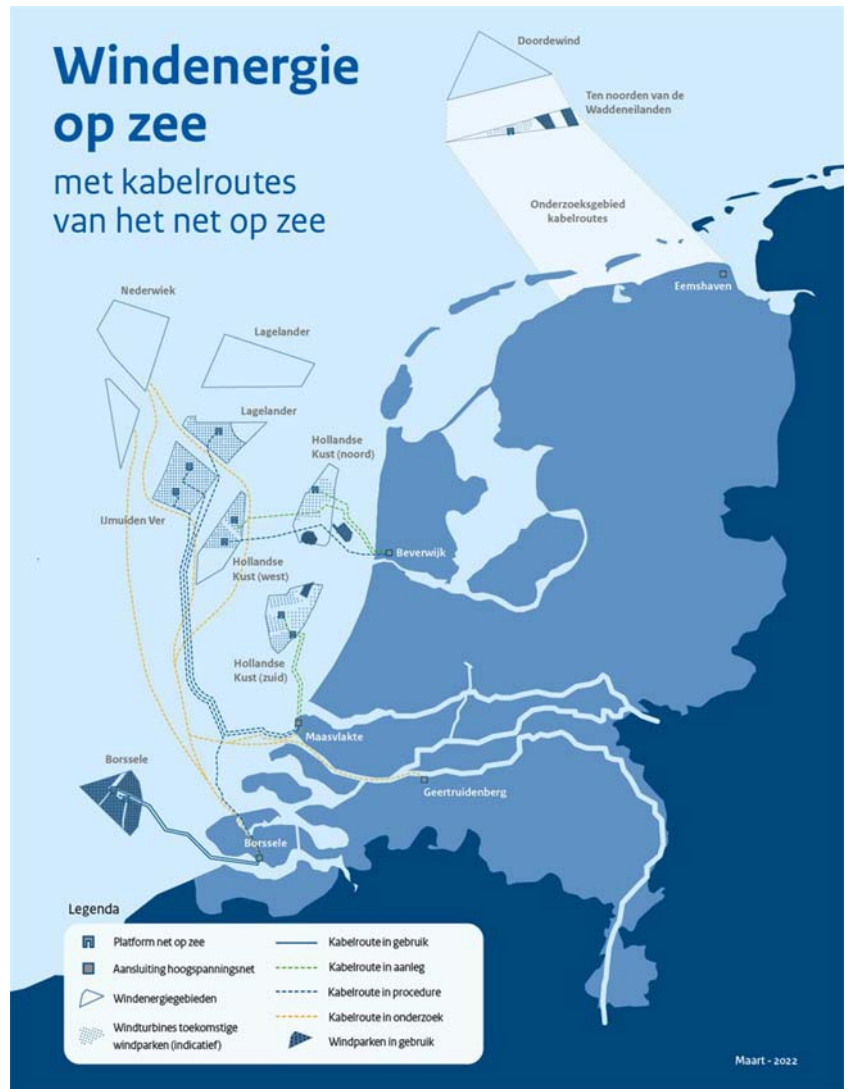 Windenergie
op zee
met kabelroutes
van het net op zee
Doordewind
Ten noorden van de
Waddeneilanden
Onderzoeksgebied
kabelroutes
Eemshaven
Nederwiek
Lagelander
Lagelander
Hollandse
Kust (noord)
IJmuiden Ver
Beverwijk
Hollandse
Kust (west)
Hollandse
Kust (zuid)
Maasvlakte
Borssele
Geertruidenberg
Borssele
Legenda
Platform net op zee
Aansluiting hoogspanningsnet
Windenergiegebieden
Windturbines toekomstige
windparken (indicatief)
Kabelroute in gebruik
Kabelroute in aanleg
Kabelroute in procedure
Kabelroute in onderzoek
Windparken in gebruik
Maart - 2022